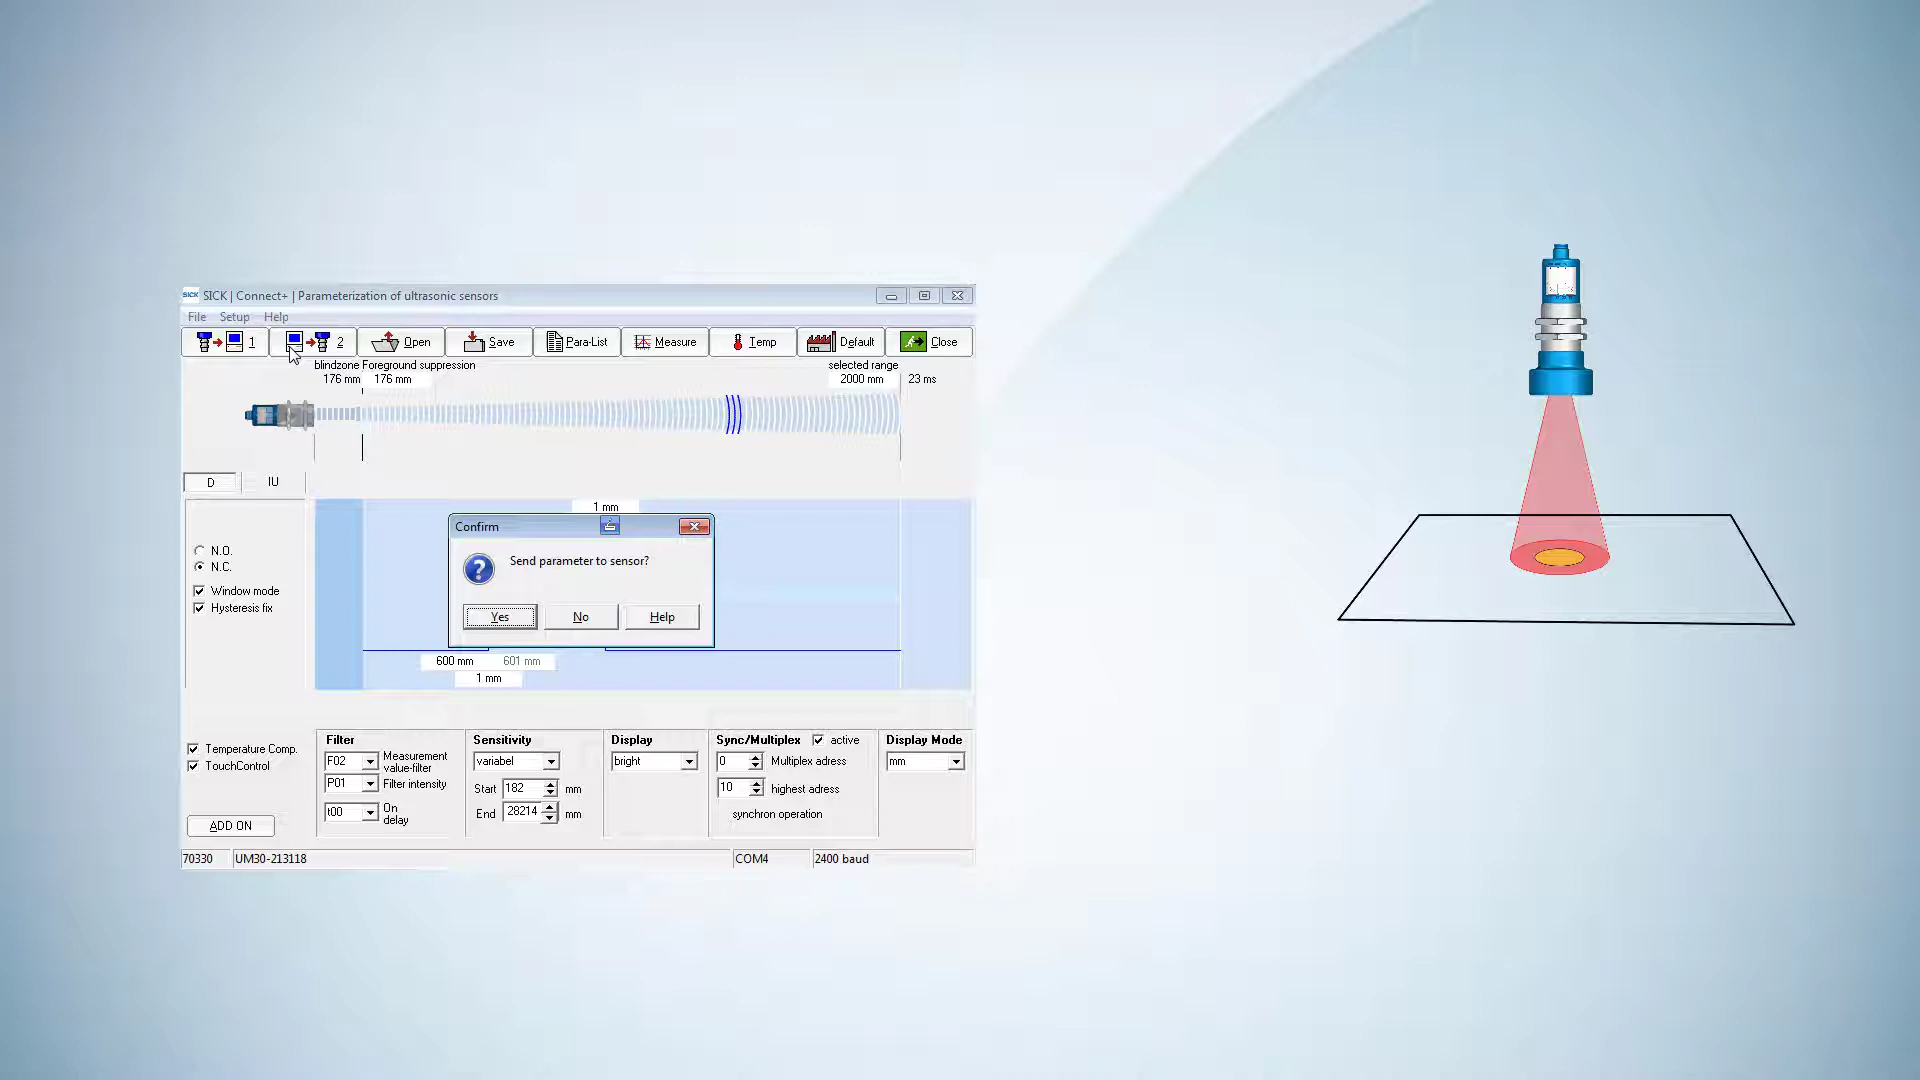 SICK SICK | Connect+ | Parameterization of ultrasonic sensors
File Setup Help
1 2 Open Save Para-List Measure Temp Default Close
blindzone Foreground suppression selected range
176 mm 176 mm 2000 mm 23 ms
D IU
1 mm
Confirm
N.O.
Send parameter to sensor?
N.C.
Window mode
Hysteresis fix
Yes No Help
600 mm 601 mm
1 mm
Temperature Comp.
TouchControl
ADD ON
Filter
F02 Measurement
value-filter
P01 Filter intensity
t00 On
delay
Sensitivity
variabel
Start 182 mm
End 28214 mm
Display
bright
Sync/Multiplex active
0 Multiplex adress
10 highest adress
synchron operation
Display Mode
mm
70330 UM30-213118 COM4 2400 baud